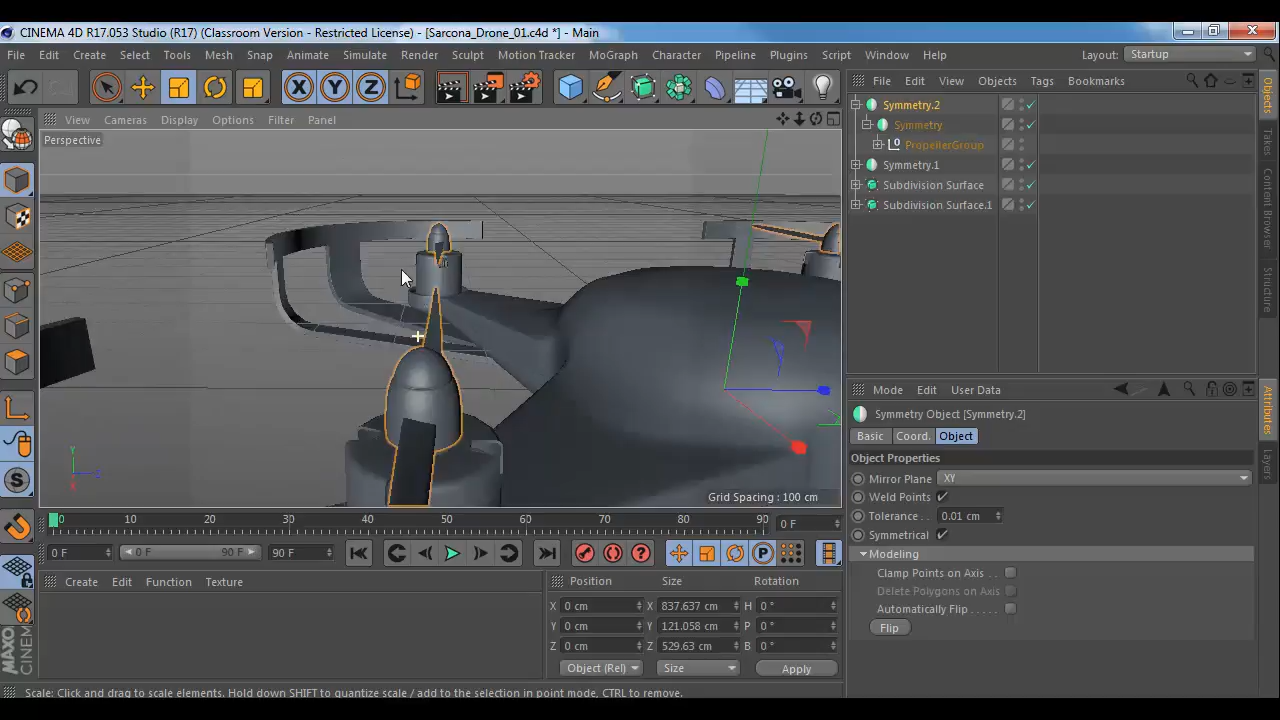 CINEMA 4D R17.053 Studio (R17) (Classroom Version - Restricted License) - [Sarcona_Drone_01.c4d *] - Main
File Edit Create Select Tools Mesh Snap Animate Simulate Render Sculpt Motion Tracker MoGraph Character Pipeline Plugins Script Window Help Layout: Startup
X Y Z
File Edit View Objects Tags Bookmarks
View Cameras Display Options Filter Panel
Perspective
Symmetry.2
Symmetry
PropellerGroup
Symmetry.1
Subdivision Surface
Subdivision Surface.1
Objects
Takes
Content Browser
Structure
Y
Grid Spacing : 100 cm
Mode Edit User Data
Symmetry Object [Symmetry.2]
Basic Coord. Object
Object Properties
Mirror Plane XY
Weld Points
Tolerance . . 0.01 cm
Symmetrical
Modeling
Clamp Points on Axis . .
Delete Polygons on Axis
Automatically Flip . . . . .
Flip
Attributes
Layers
0 10 20 30 40 50 60 70 80 90 0 F
0 F 0 F 90 F 90 F
P
Create Edit Function Texture
Position Size Rotation
X 0 cm X 837.637 cm H 0 °
Y 0 cm Y 121.058 cm P 0 °
Z 0 cm Z 529.63 cm B 0 °
Object (Rel) Size Apply
Scale: Click and drag to scale elements. Hold down SHIFT to quantize scale / add to the selection in point mode, CTRL to remove.